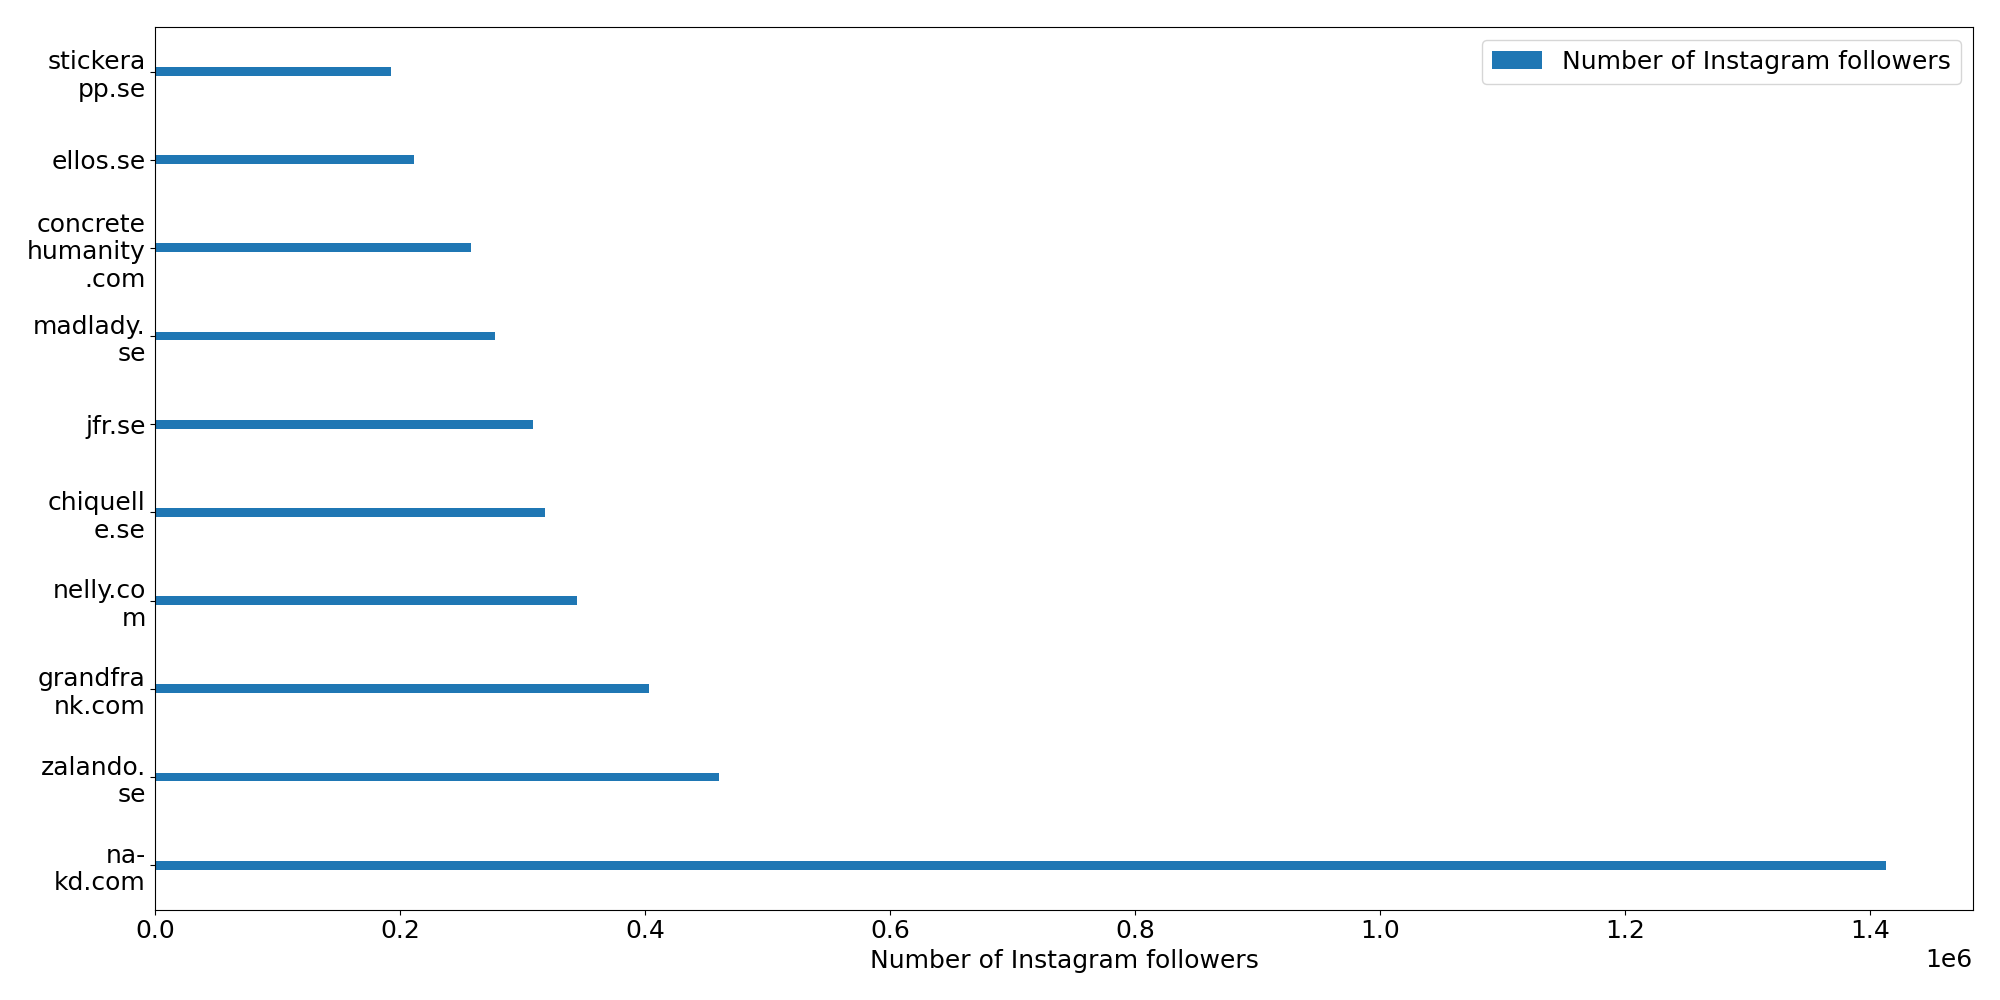 stickera
pp.se
ellos.se
concrete
humanity
.com
madlady.
se
jfr.se
chiquell
e.se
nelly.co
m
grandfra
nk.com
zalando.
se
na-
kd.com
Number of Instagram followers
0.0 0.2 0.4 0.6 0.8 1.0 1.2 1.4
1e6
Number of Instagram followers